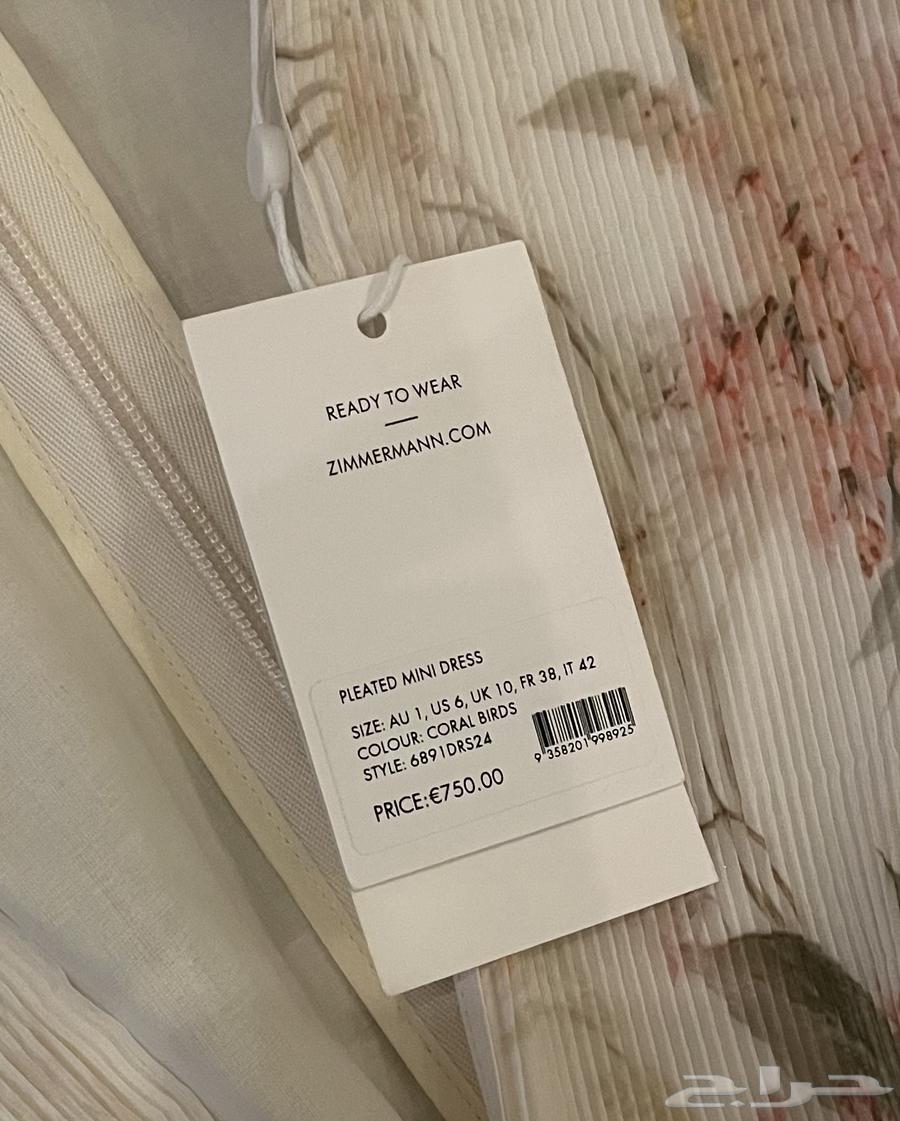 READY TO WEAR
ZIMMERMANN.COM
PLEATED MINI DRESS
SIZE: AU 1, US 6, UK 10, FR 38, IT 42
COLOUR: CORAL BIRDS
STYLE: 6891DRS24
9 358201 998925
PRICE:€750.00
حراج